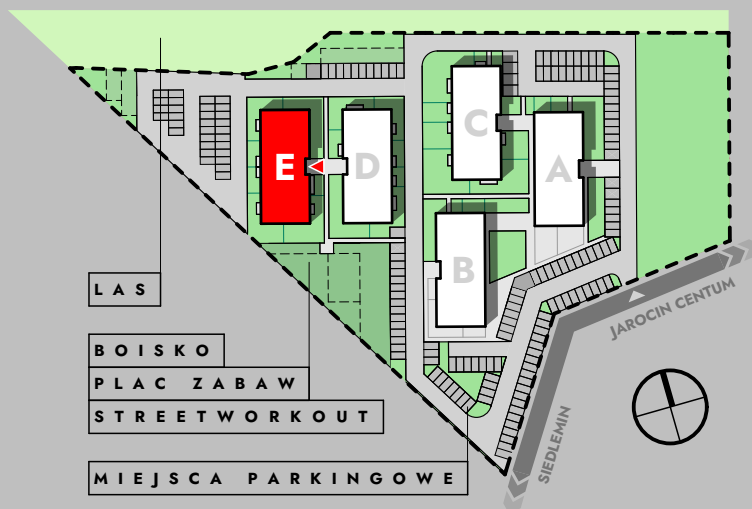 C
A
E
D
B
LAS
JAROCIN CENTUM
BOISKO
PLAC ZABAW
STREETWORKOUT
SIEDLEMIN
MIEJSCA PARKINGOWE